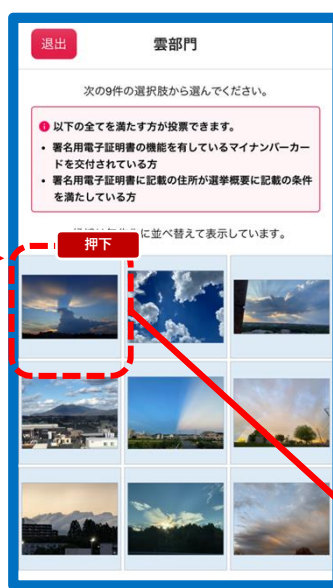 退出
雲部門
次の9件の選択肢から選んでください。
以下の全てを満たす方が投票できます。
• 署名用電子証明書の機能を有しているマイナンバーカー
ドを交付されている方
• 署名用電子証明書に記載の住所が選挙概要に記載の条件
を満たしている方
に並べ替えて表示しています。
押下